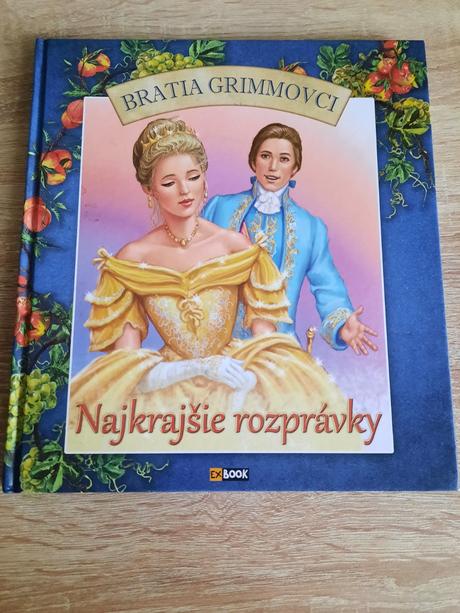 BRATIA GRIMMOVCI
Najkrajšie rozprávky
EX BOOK